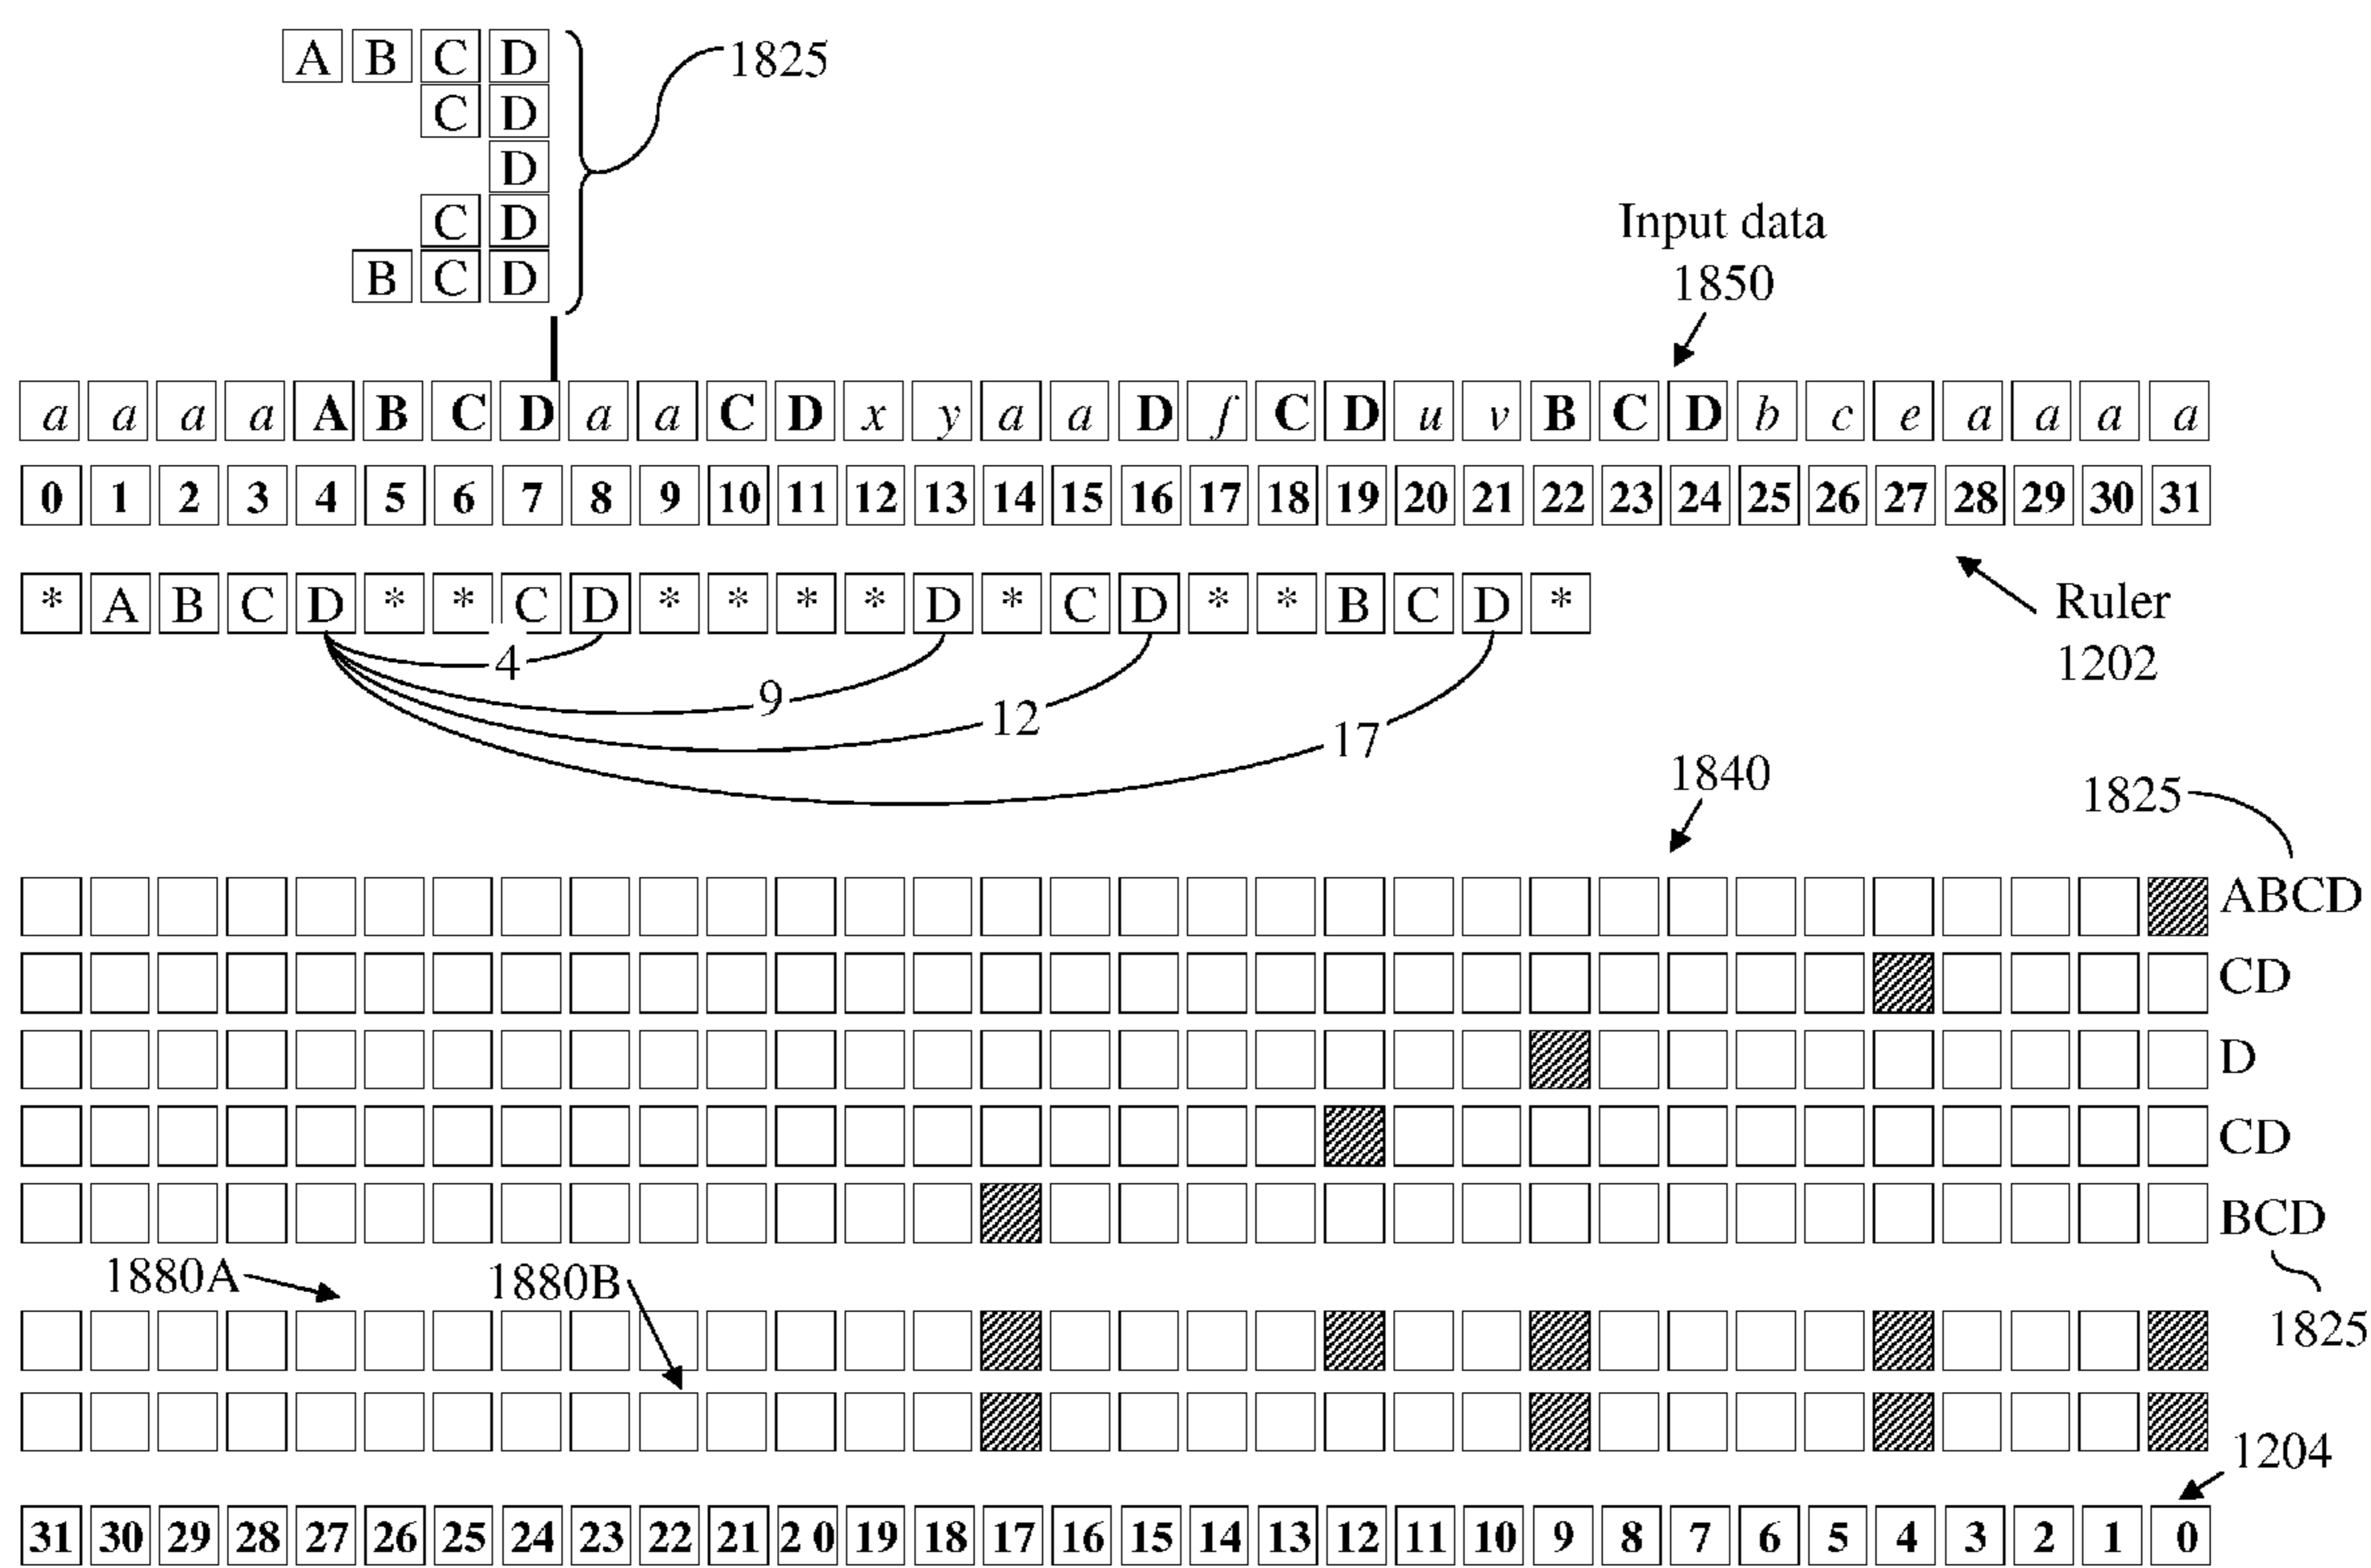 A B C D
1825
C D
D
C D
B C D
Input data
1850
a a a a A B C D a a C D x y a a D f C D u v B C D b c e a a a a
0 1 2 3 4 5 6 7 8 9 10 11 12 13 14 15 16 17 18 19 20 21 22 23 24 25 26 27 28 29 30 31
* A B C D * * C D * * * * D * C D * * B C D *
Ruler
1202
4
9
12
17
1840
1825
ABCD
CD
D
CD
BCD
1880A
1880B
1825
1204
31 30 29 28 27 26 25 24 23 22 21 2 0 19 18 17 16 15 14 13 12 11 10 9 8 7 6 5 4 3 2 1 0